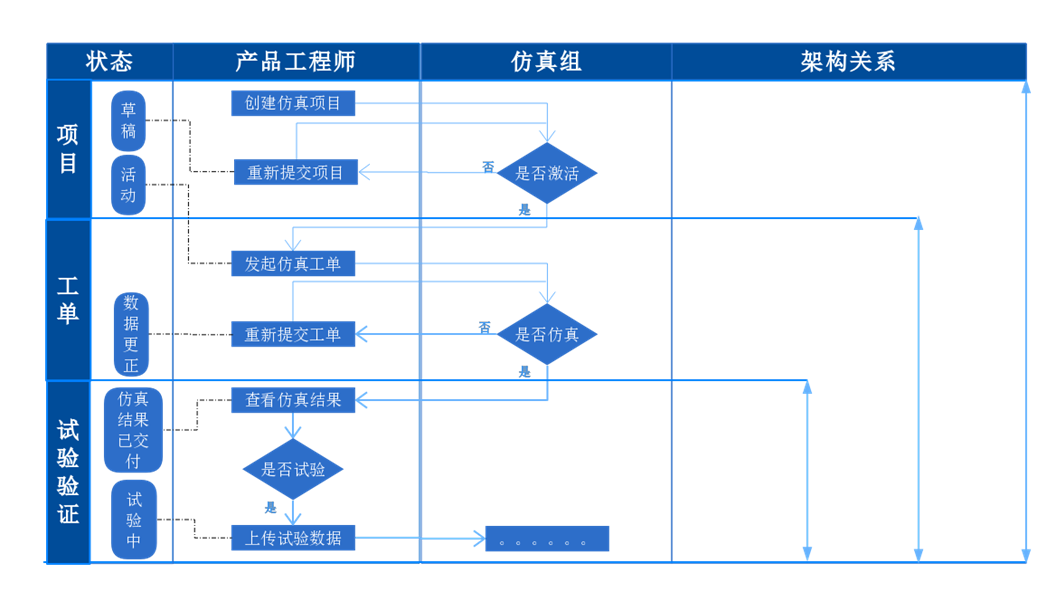 状态
产品工程师
仿真组
架构关系
项
目
草
稿
活
动
创建仿真项目
重新提交项目
否
是否激活
是
工
单
数
据
更
正
发起仿真工单
重新提交工单
否
是否仿真
是
试
验
验
证
仿真
结果
已交
付
试
验
中
查看仿真结果
是否试验
是
上传试验数据
。。。。。。